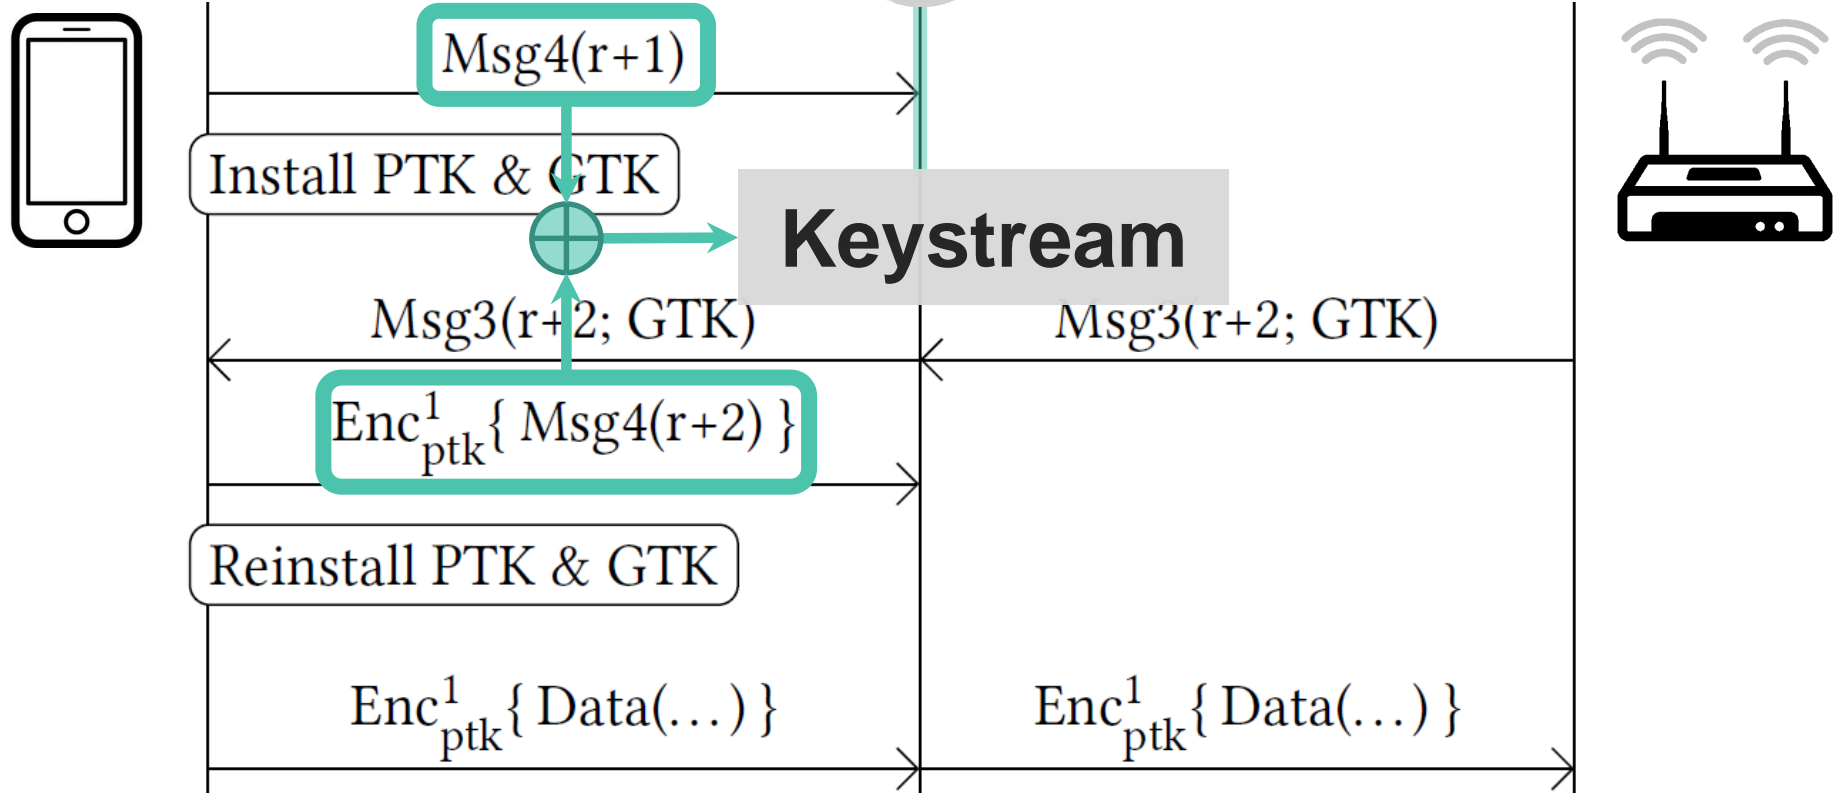 Msg4(r+1)
Install PTK & GTK
Keystream
Msg3(r+2; GTK) Msg3(r+2; GTK)
Enc¹ptk{ Msg4(r+2) }
Reinstall PTK & GTK
Enc¹ptk{ Data(…) } Enc¹ptk{ Data(…) }